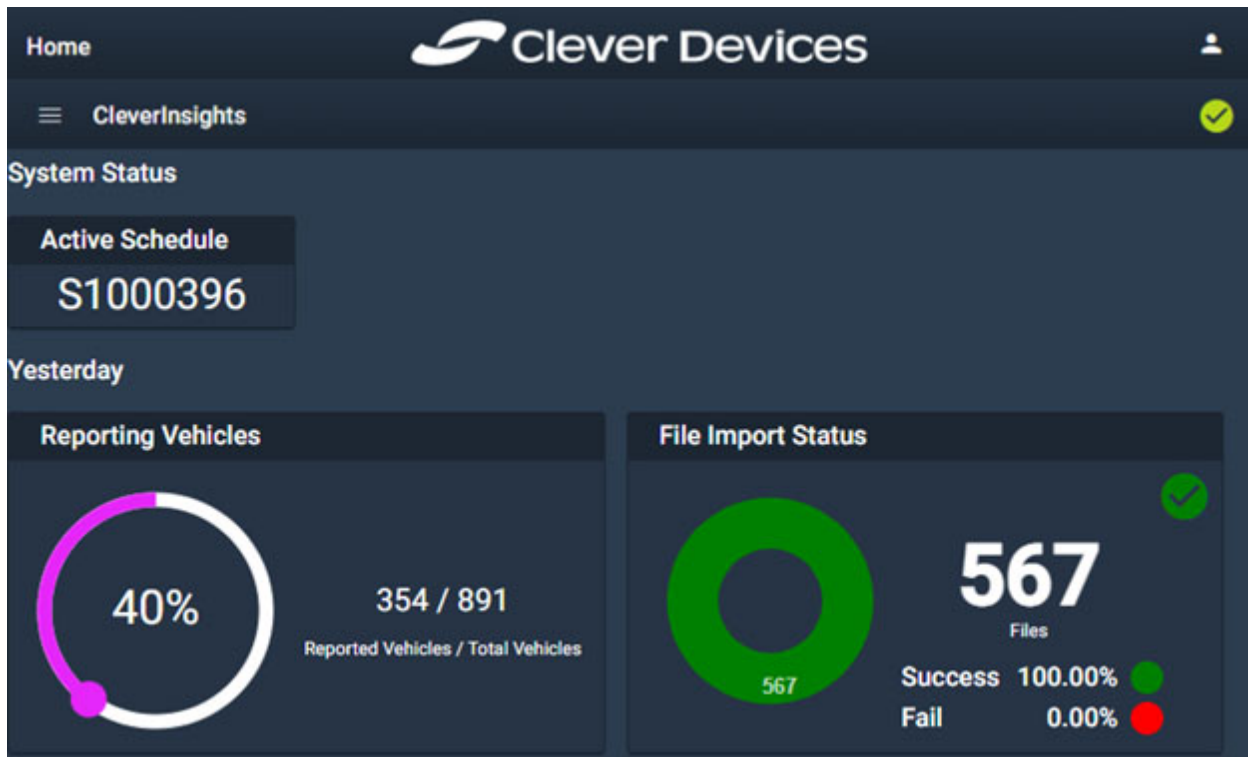 Home
Clever Devices
CleverInsights
System Status
Active Schedule
S1000396
Yesterday
Reporting Vehicles
40%
354 / 891
Reported Vehicles / Total Vehicles
File Import Status
567
567
Files
Success 100.00%
Fail 0.00%